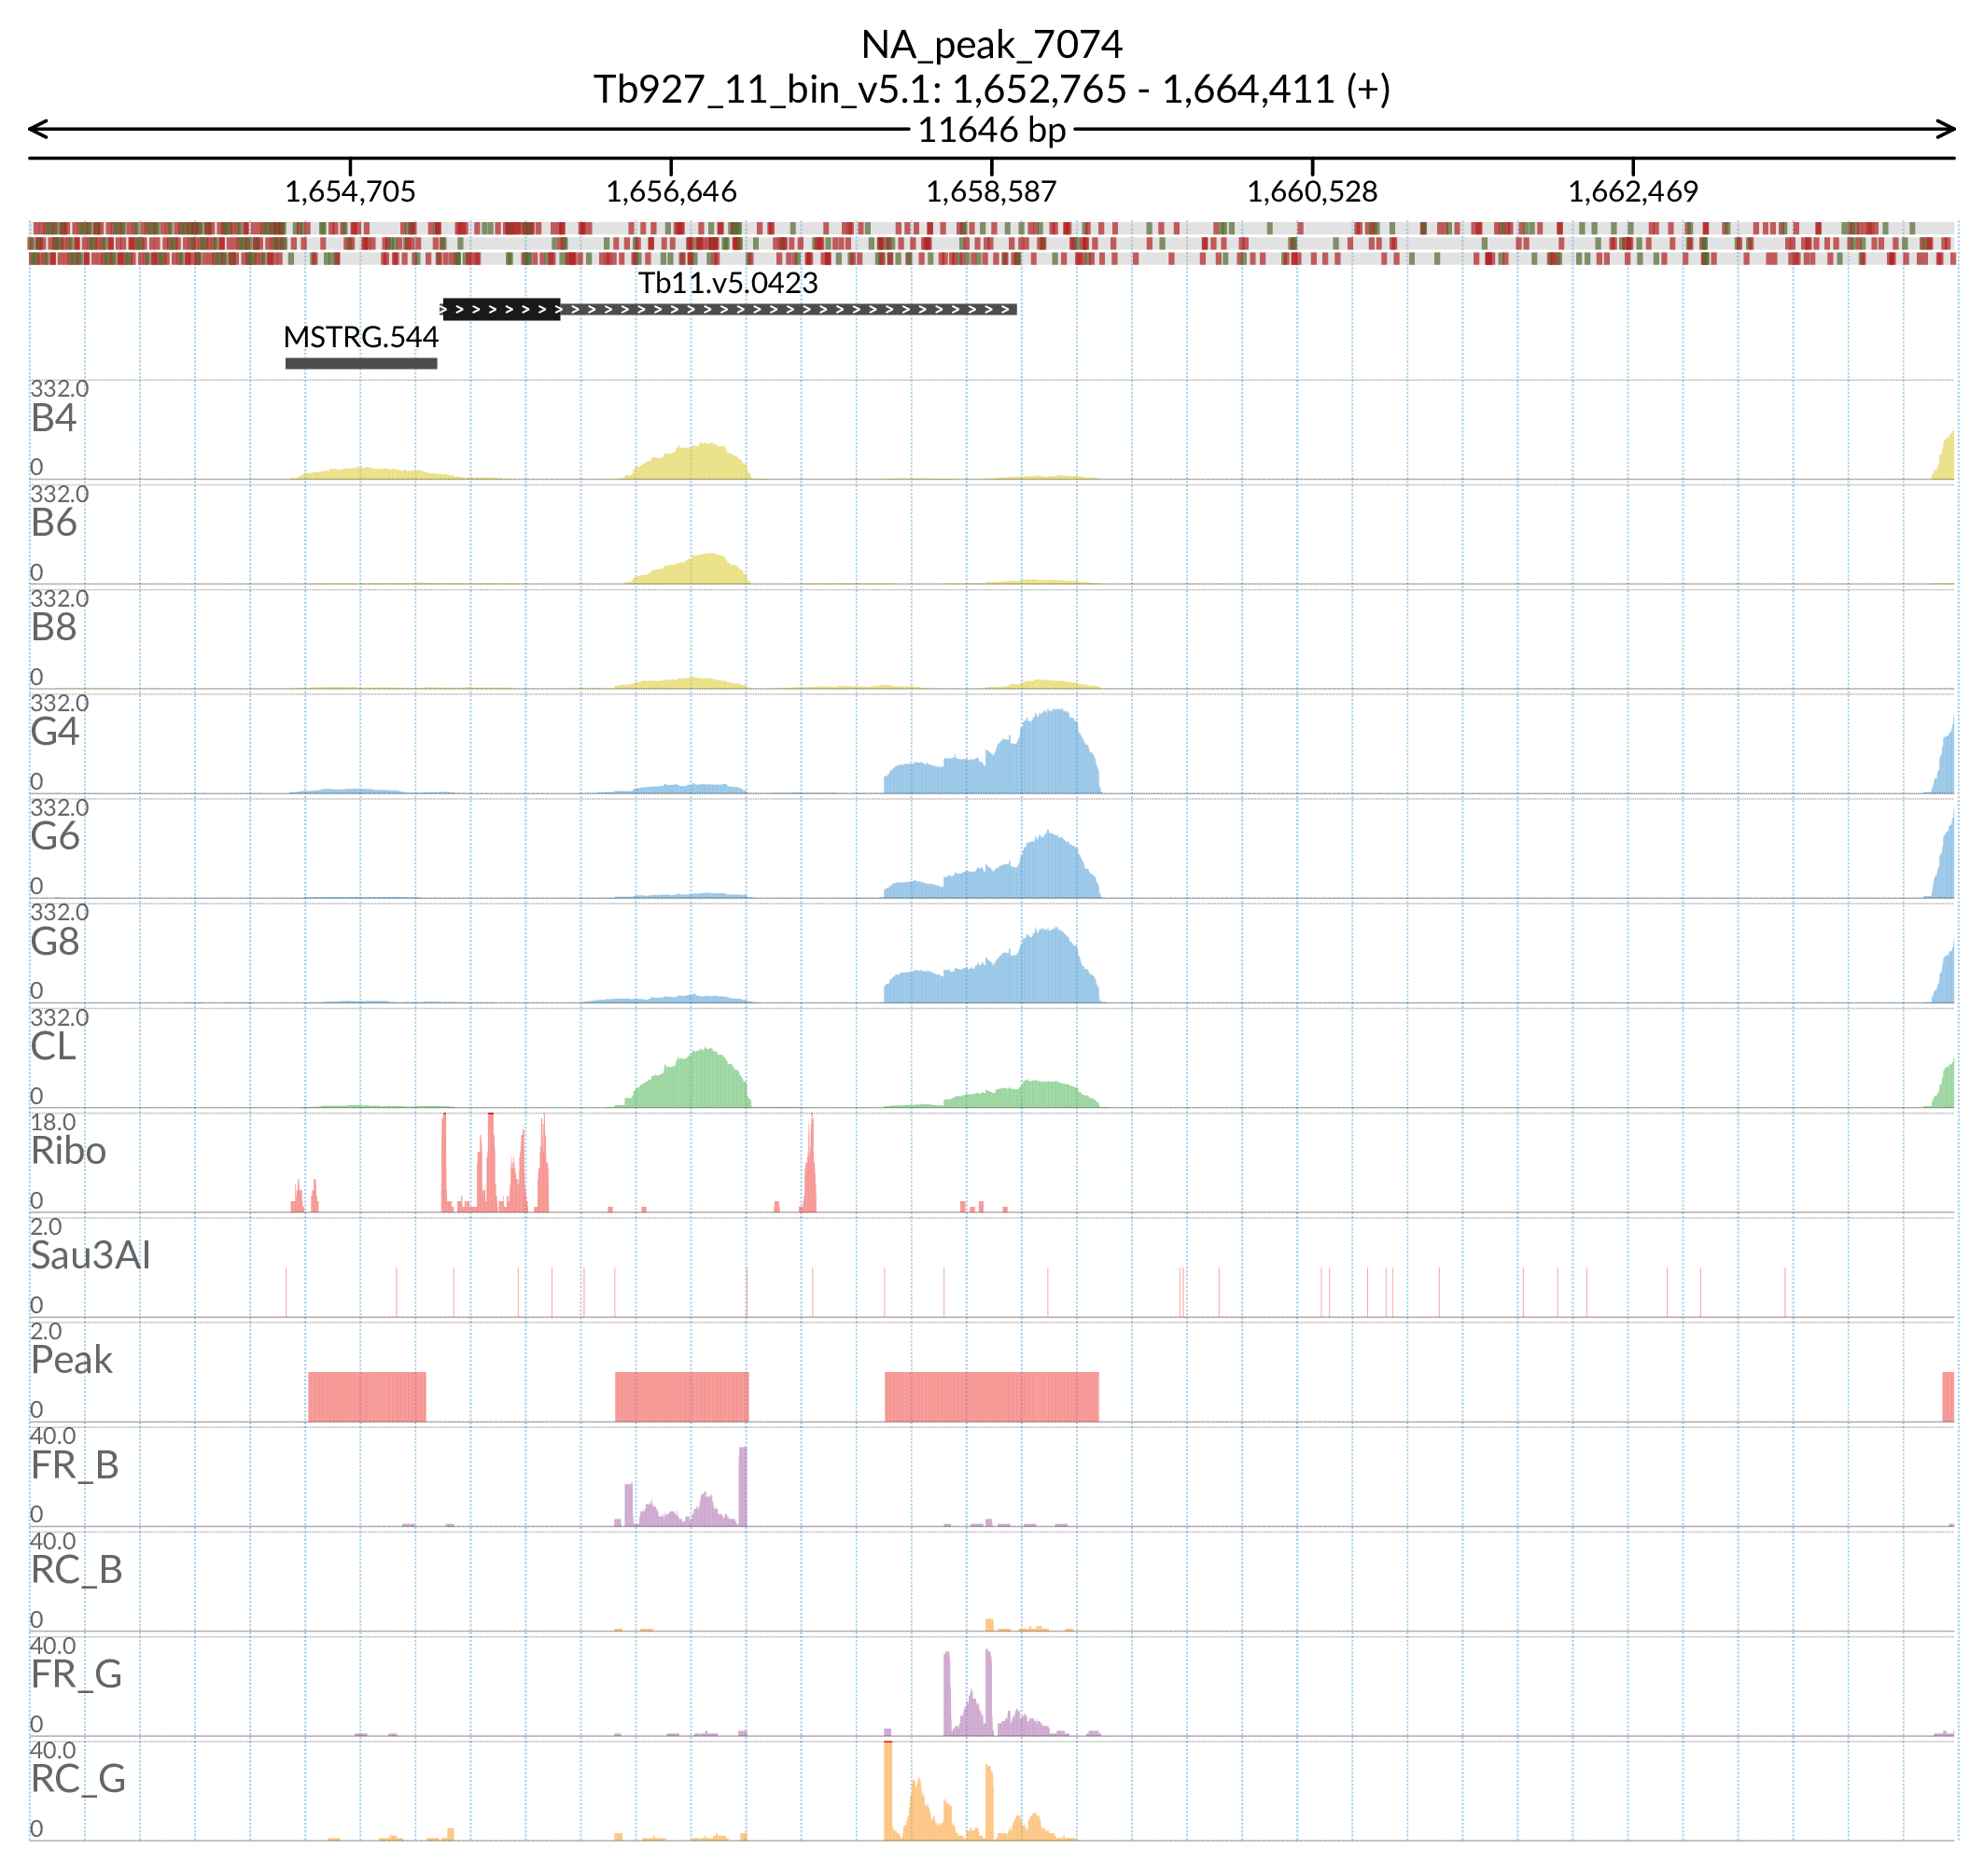 NA_peak_7074
Tb927_11_bin_v5.1: 1,652,765 - 1,664,411 (+)
11646 bp
1,654,705 1,656,646 1,658,587 1,660,528 1,662,469
Tb11.v5.0423
MSTRG.544
332.0
B4
0
332.0
B6
0
332.0
B8
0
332.0
G4
0
332.0
G6
0
332.0
G8
0
332.0
CL
0
18.0
Ribo
0
2.0
Sau3AI
0
2.0
Peak
0
40.0
FR_B
0
40.0
RC_B
0
40.0
FR_G
0
40.0
RC_G
0